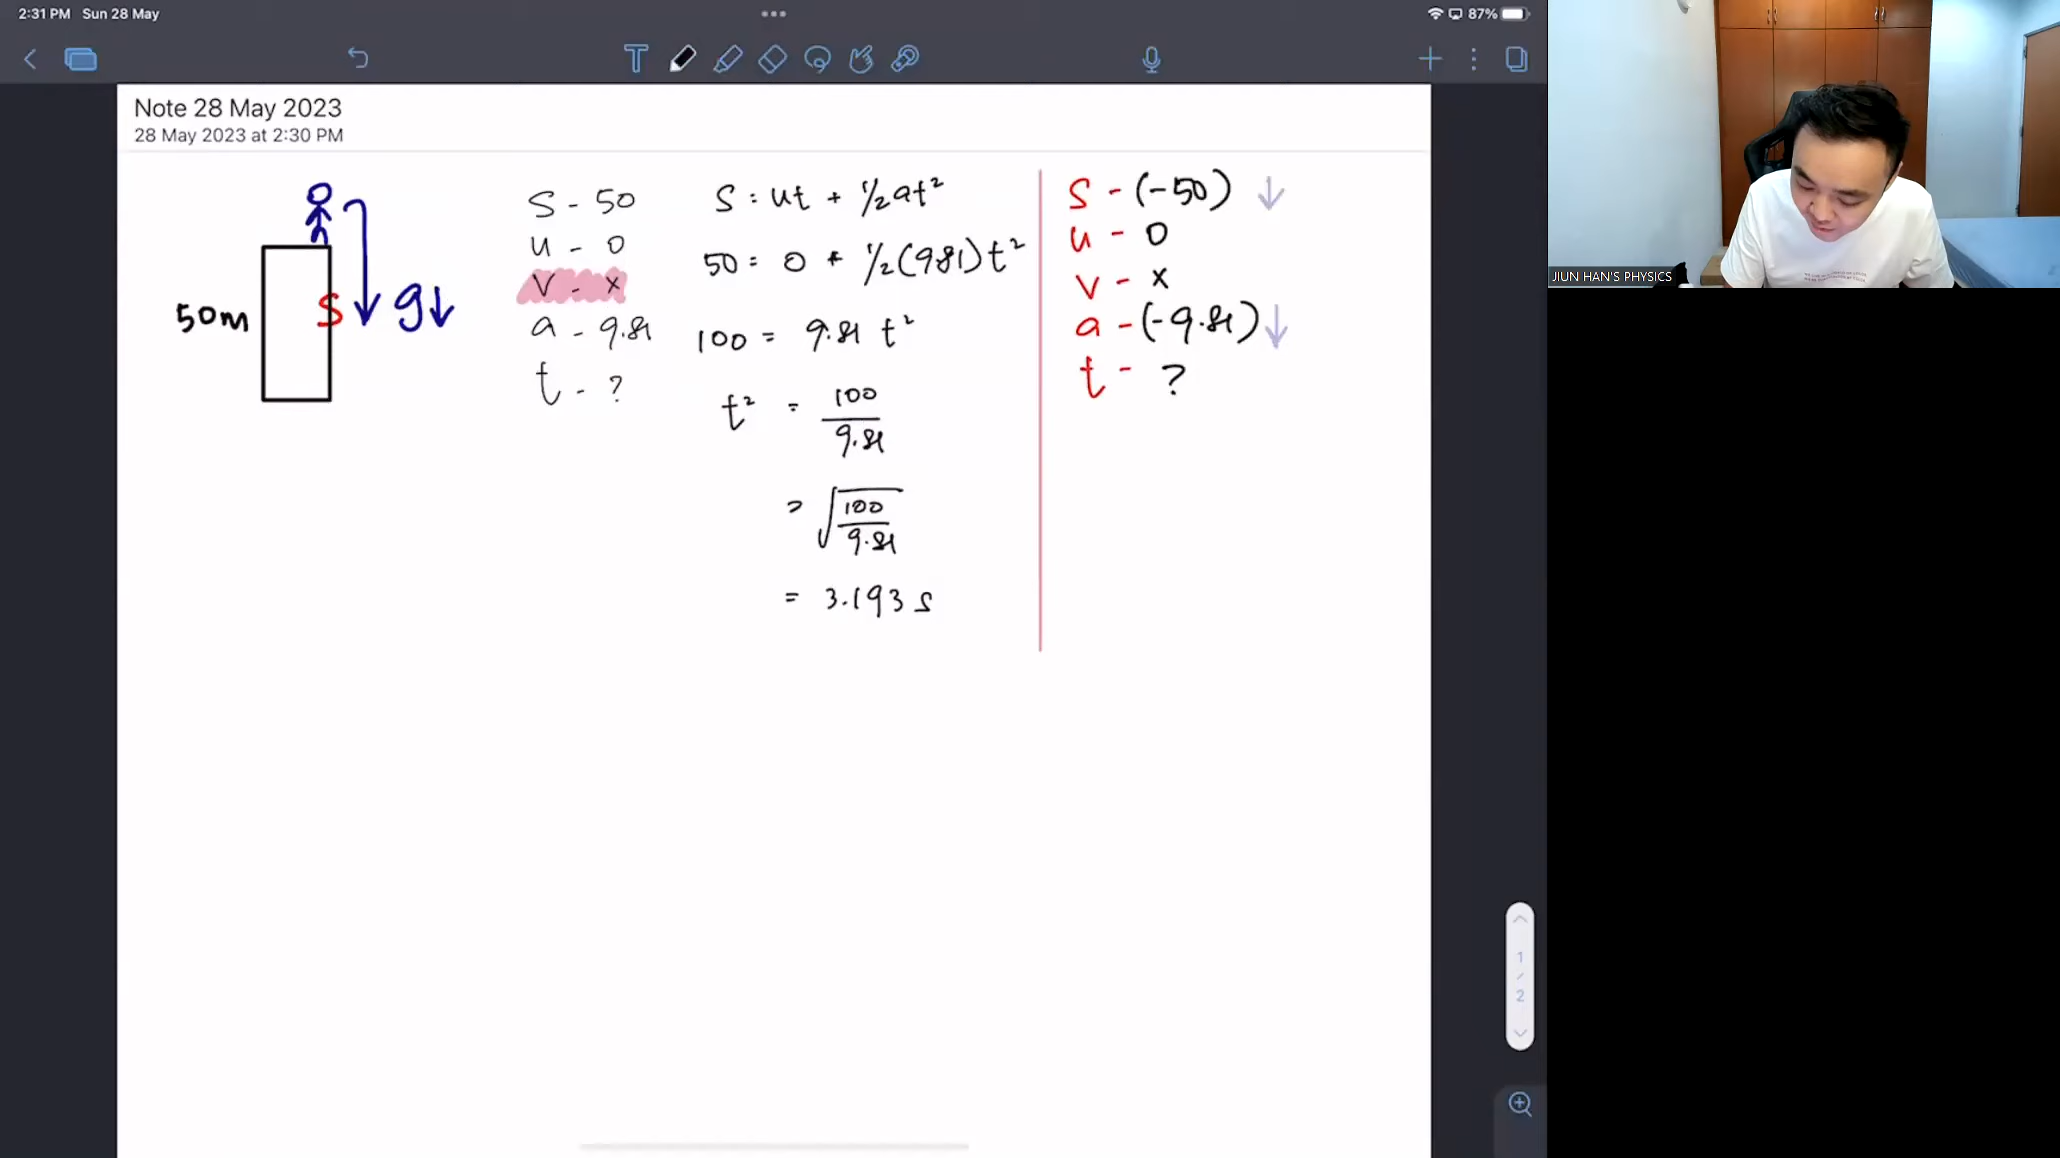 2:31 PM Sun 28 May
87%
Note 28 May 2023
28 May 2023 at 2:30 PM
50m
S
g↓
S - 50
u - 0
v - x
a - 9.81
t - ?
S = ut + 1/2at²
50 = 0 + 1/2(981)t²
100 = 9.81 t²
t² = 100/9.81
= √100/9.81
= 3.193 s
S - (-50) ↓
u - 0
v - x
a - (-9.81) ↓
t - ?
JIUN HAN'S PHYSICS
1
/
2